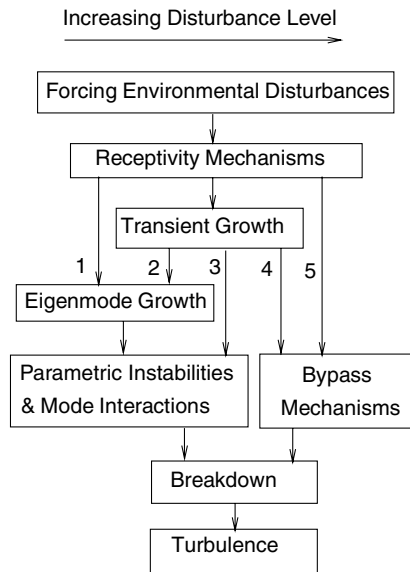 Increasing Disturbance Level
Forcing Environmental Disturbances
Receptivity Mechanisms
Transient Growth
1
2
3
4
5
Eigenmode Growth
Parametric Instabilities
& Mode Interactions
Bypass
Mechanisms
Breakdown
Turbulence